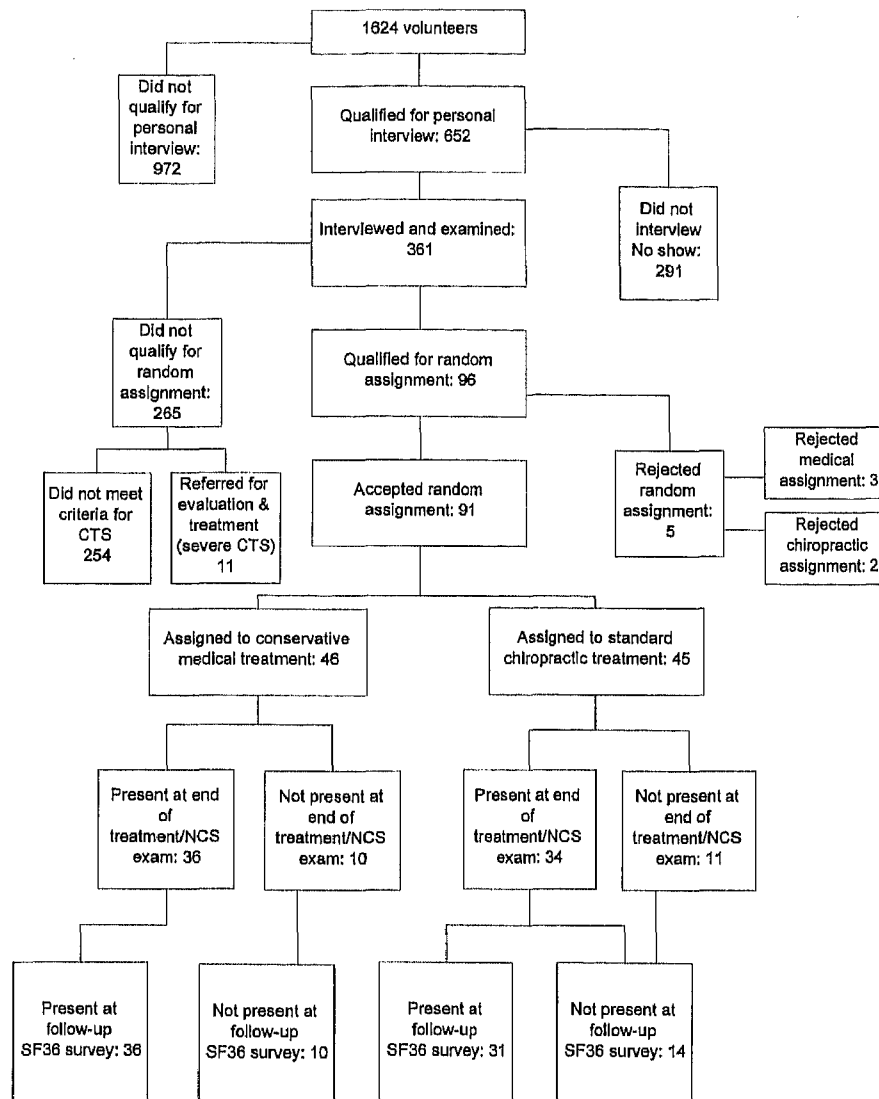 1624 volunteers
Did not
qualify for
personal
interview:
972
Qualified for personal
interview: 652
Did not
interview
No show:
291
Interviewed and examined:
361
Did not
qualify for
random
assignment:
265
Qualified for random
assignment: 96
Rejected
random
assignment:
5
Rejected
medical
assignment: 3
Rejected
chiropractic
assignment: 2
Did not meet
criteria for
CTS
254
Referred for
evaluation &
treatment
(severe CTS)
11
Accepted random
assignment:
91
Assigned to conservative
medical treatment: 46
Assigned to standard
chiropractic treatment: 45
Present at end
of
treatment/NCS
exam: 36
Not present at
end of
treatment/NCS
exam: 10
Present at end
of
treatment/NCS
exam: 34
Not present at
end of
treatment/NCS
exam: 11
Present at
follow-up
SF36 survey: 36
Not present at
follow-up
SF36 survey: 10
Present at
follow-up
SF36 survey: 31
Not present at
follow-up
SF36 survey: 14